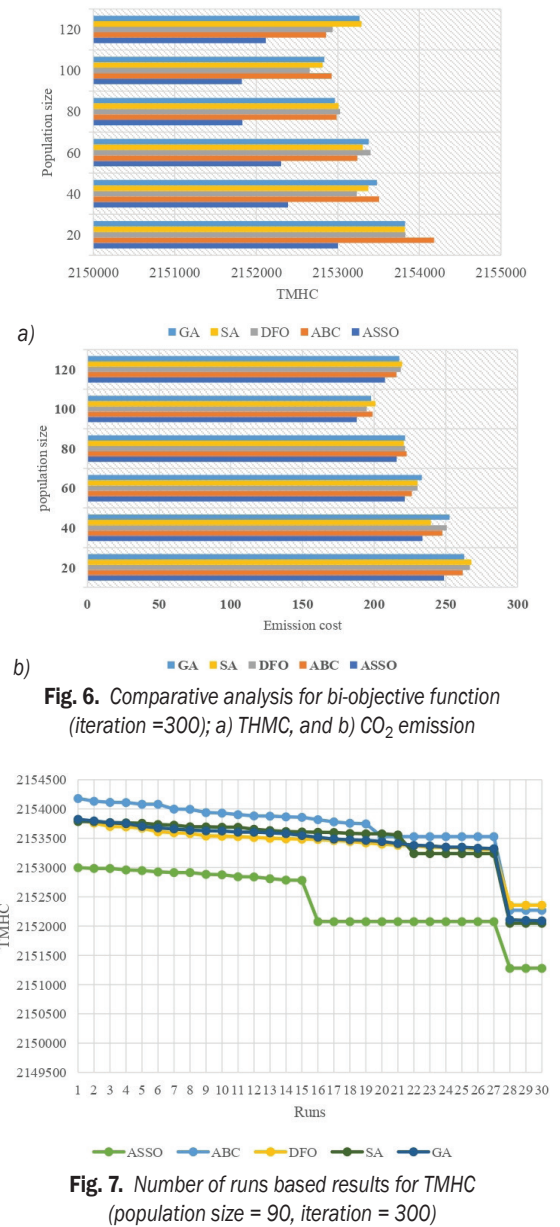 Population size
120
100
80
60
40
20
2150000 2151000 2152000 2153000 2154000 2155000
TMHC
a)
GA SA DFO ABC ASSO
population size
120
100
80
60
40
20
0 50 100 150 200 250 300
Emission cost
b)
GA SA DFO ABC ASSO
Fig. 6. Comparative analysis for bi-objective function
(iteration =300); a) THMC, and b) CO₂ emission
TMHC
2154500
2154000
2153500
2153000
2152500
2152000
2151500
2151000
2150500
2150000
2149500
1 2 3 4 5 6 7 8 9 10 11 12 13 14 15 16 17 18 19 20 21 22 23 24 25 26 27 28 29 30
Runs
ASSO ABC DFO SA GA
Fig. 7. Number of runs based results for TMHC
(population size = 90, iteration = 300)